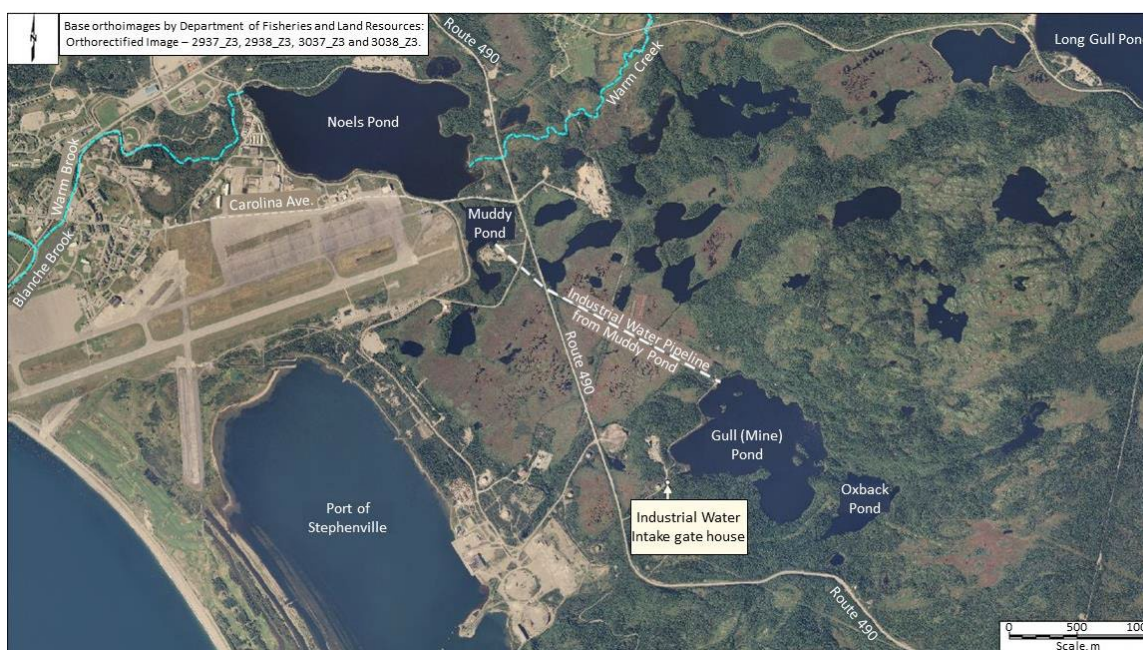 Base orthoimages by Department of Fisheries and Land Resources:
Orthorectified Image – 2937_Z3, 2938_Z3, 3037_Z3 and 3038_Z3.
Route 490
Long Gull Pond
Warm Creek
Noels Pond
Warm Brook
Carolina Ave.
Muddy
Pond
Blanche Brook
Industrial Water Pipeline
from Muddy Pond
Route 490
Gull (Mine)
Pond
Oxback
Pond
Port of
Stephenville
Industrial Water
Intake gate house
Route 490
0 500 100
Scale, m